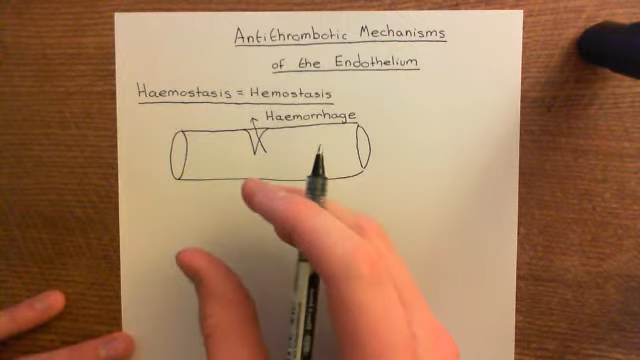 Antithrombotic Mechanisms
of the Endothelium
Haemostasis = Hemostasis
Haemorrhage